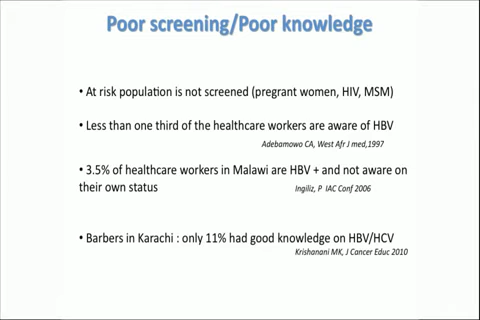 Poor screening/Poor knowledge
• At risk population is not screened (pregrant women, HIV, MSM)
• Less than one third of the healthcare workers are aware of HBV
Adebamowo CA, West Afr J med,1997
• 3.5% of healthcare workers in Malawi are HBV + and not aware on
their own status
Ingiliz, P IAC Conf 2006
• Barbers in Karachi : only 11% had good knowledge on HBV/HCV
Krishanani MK, J Cancer Educ 2010